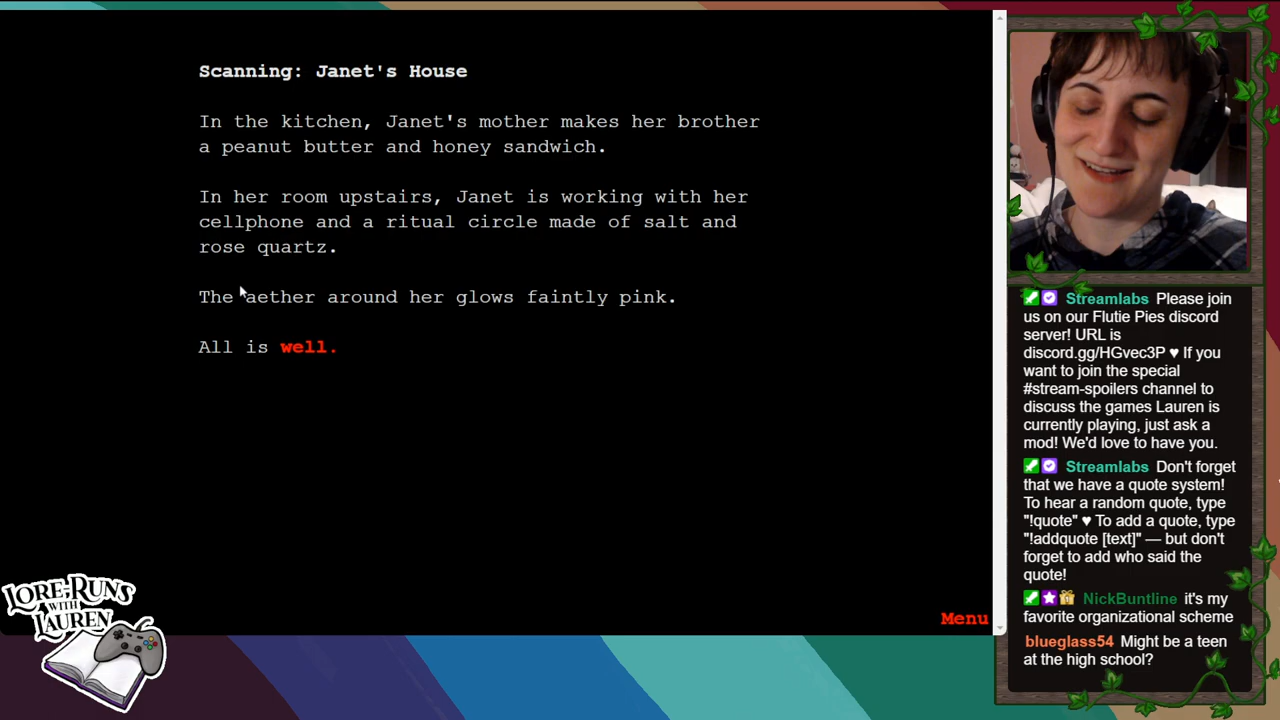 Scanning: Janet's House
In the kitchen, Janet's mother makes her brother
a peanut butter and honey sandwich.
In her room upstairs, Janet is working with her
cellphone and a ritual circle made of salt and
rose quartz.
The aether around her glows faintly pink.
All is well.
Menu
Streamlabs Please join
us on our Flutie Pies discord
server! URL is
discord.gg/HGvec3P ♥ If you
want to join the special
#stream-spoilers channel to
discuss the games Lauren is
currently playing, just ask a
mod! We'd love to have you.
Streamlabs Don't forget
that we have a quote system!
To hear a random quote, type
"!quote" ♥ To add a quote, type
"!addquote [text]" — but don't
forget to add who said the
quote!
NickBuntline it's my
favorite organizational scheme
blueglass54 Might be a teen
at the high school?
LORE-RUNS
WITH
LAUREN